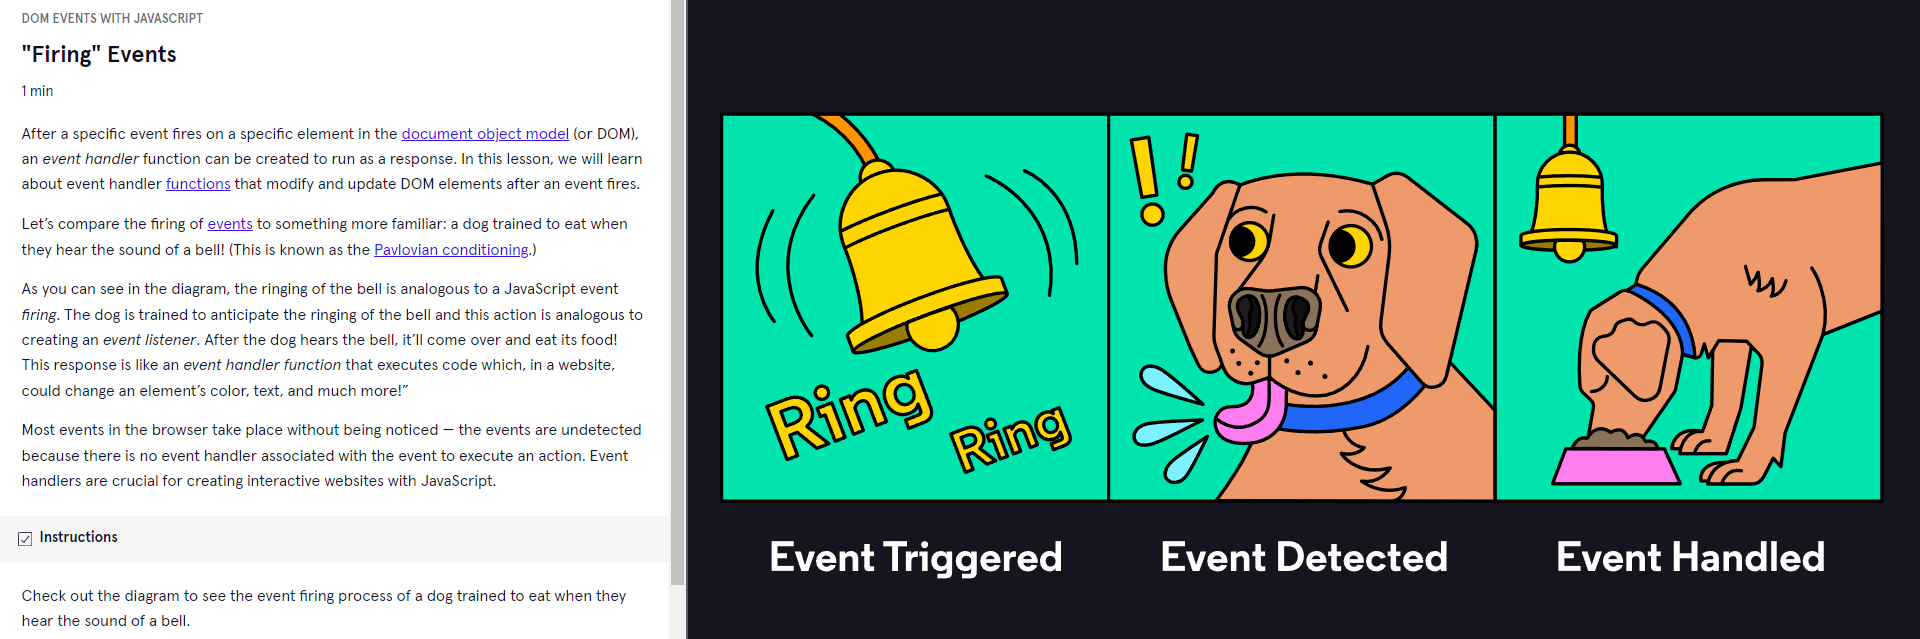 DOM EVENTS WITH JAVASCRIPT
"Firing" Events
1 min
After a specific event fires on a specific element in the document object model (or DOM),
an event handler function can be created to run as a response. In this lesson, we will learn
about event handler functions that modify and update DOM elements after an event fires.
Let’s compare the firing of events to something more familiar: a dog trained to eat when
they hear the sound of a bell! (This is known as the Pavlovian conditioning.)
As you can see in the diagram, the ringing of the bell is analogous to a JavaScript event
firing. The dog is trained to anticipate the ringing of the bell and this action is analogous to
creating an event listener. After the dog hears the bell, it’ll come over and eat its food!
This response is like an event handler function that executes code which, in a website,
could change an element’s color, text, and much more!”
Most events in the browser take place without being noticed — the events are undetected
because there is no event handler associated with the event to execute an action. Event
handlers are crucial for creating interactive websites with JavaScript.
Instructions
Check out the diagram to see the event firing process of a dog trained to eat when they
hear the sound of a bell.
Ring
Ring
!!
Event Triggered
Event Detected
Event Handled